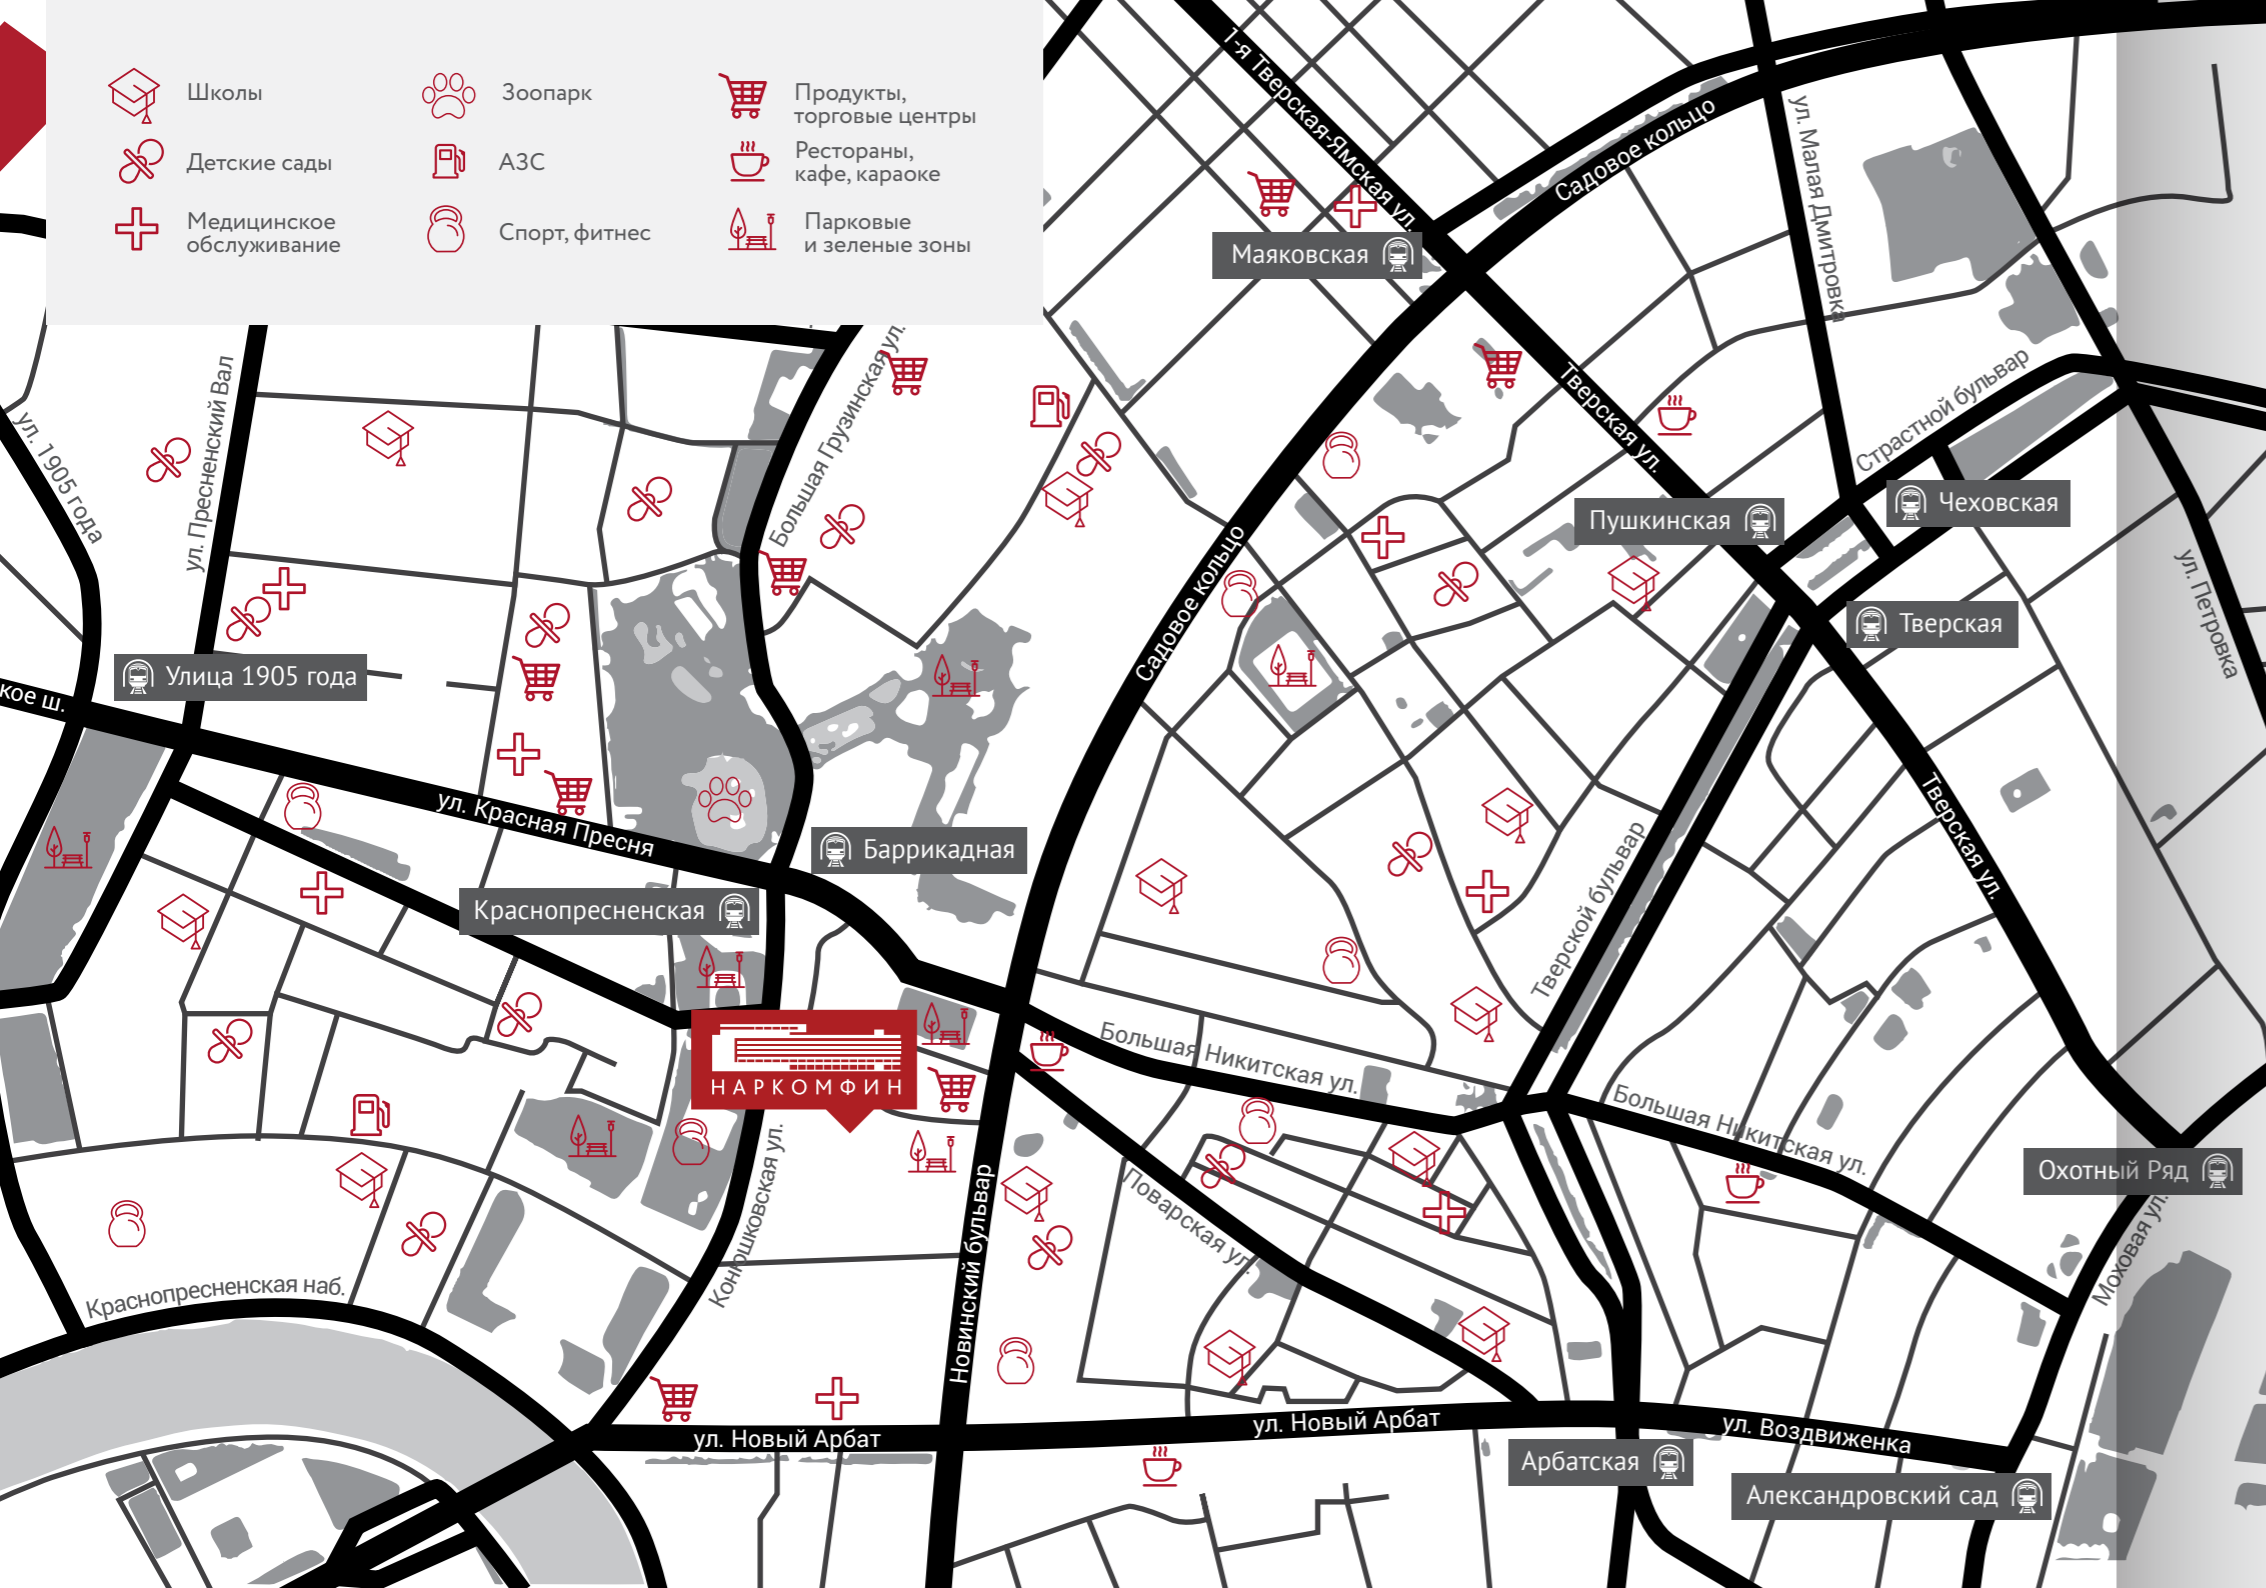 Школы
Детские сады
Медицинское
обслуживание
Зоопарк
АЗС
Спорт, фитнес
Продукты,
торговые центры
Рестораны,
кафе, караоке
Парковые
и зеленые зоны
1-я Тверская-Ямская ул.
Садовое кольцо
ул. Малая Дмитровка
Маяковская
Большая Грузинская ул.
ул. Пресненский Вал
ул. 1905 года
Тверская ул.
Страстной бульвар
Чеховская
Пушкинская
Тверская
ул. Петровка
Садовое кольцо
Улица 1905 года
кое ш.
ул. Красная Пресня
Баррикадная
Краснопресненская
Тверской бульвар
Тверская ул.
НАРКОМФИН
Большая Никитская ул.
Большая Никитская ул.
Охотный Ряд
Конюшковская ул.
Новинский бульвар
Поварская ул.
Моховая ул.
Краснопресненская наб.
ул. Новый Арбат
ул. Новый Арбат
ул. Воздвиженка
Арбатская
Александровский сад